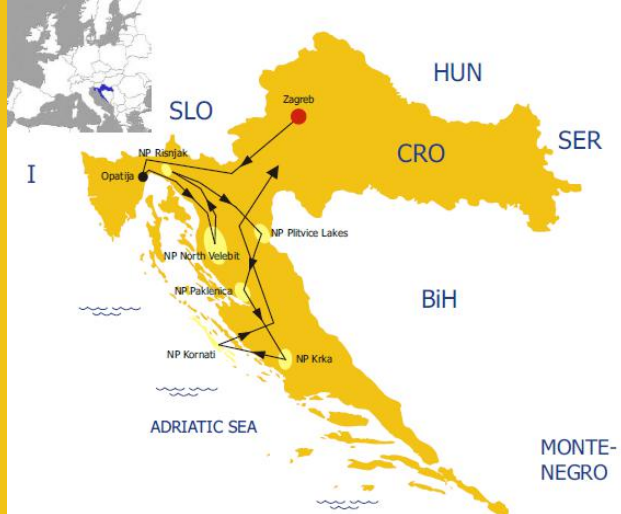 HUN
SLO
Zagreb
SER
CRO
NP Risnjak
I
Opatija
NP Plitvice Lakes
NP North Velebit
NP Paklenica
BiH
NP Kornati
NP Krka
ADRIATIC SEA
MONTE-
NEGRO